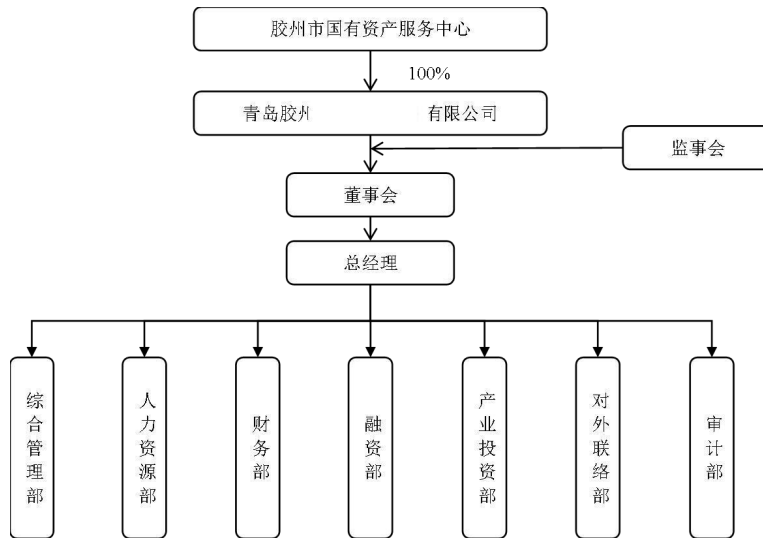 胶州市国有资产服务中心
100%
青岛胶州 有限公司
监事会
董事会
总经理
综合管理部
人力资源部
财务部
融资部
产业投资部
对外联络部
审计部